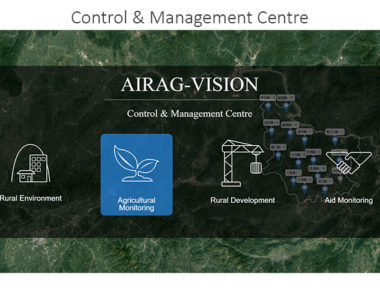 Control & Management Centre
AIRAG-VISION
Control & Management Centre
Rural Environment
Agricultural
Monitoring
Rural Development
Aid Monitoring